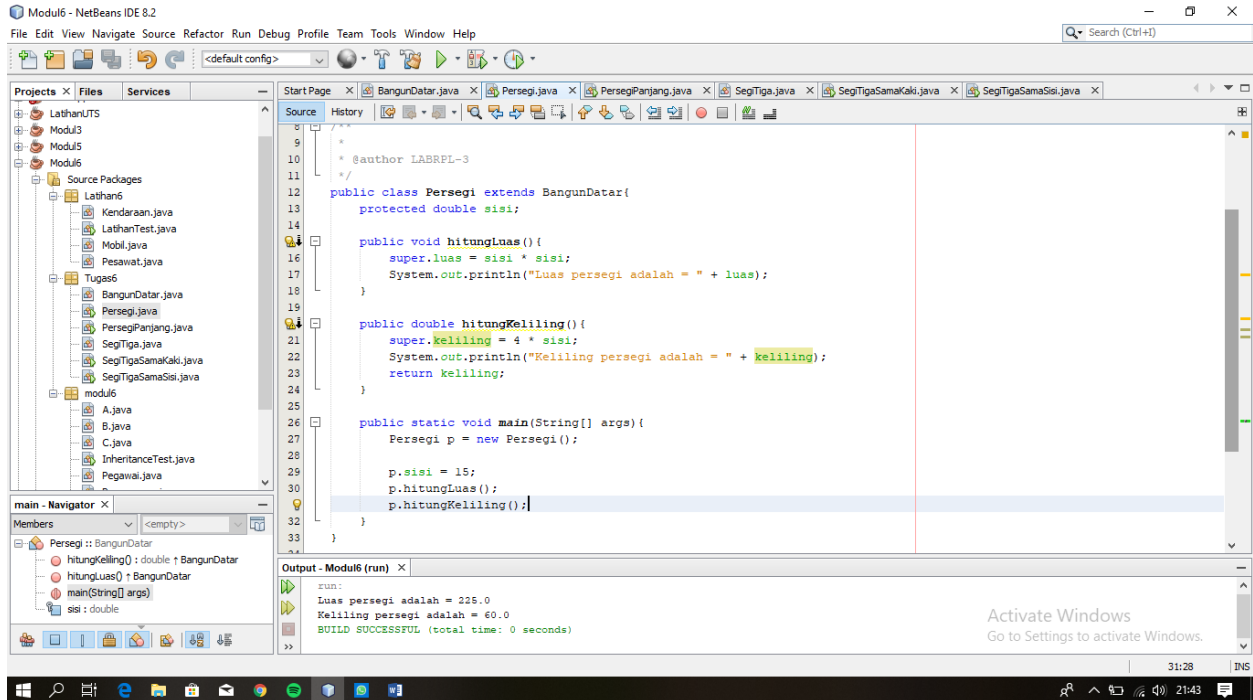 Modul6 - NetBeans IDE 8.2
File Edit View Navigate Source Refactor Run Debug Profile Team Tools Window Help
Search (Ctrl+I)
<default config>
Projects Files Services
LatihanUTS
Modul3
Modul5
Modul6
Source Packages
Latihan6
Kendaraan.java
LatihanTest.java
Mobil.java
Pesawat.java
Tugas6
BangunDatar.java
Persegi.java
PersegiPanjang.java
SegiTiga.java
SegiTigaSamaKaki.java
SegiTigaSamaSisi.java
modul6
A.java
B.java
C.java
InheritanceTest.java
Pegawai.java
main - Navigator
Members <empty>
Persegi :: BangunDatar
hitungKeliling() : double ↑ BangunDatar
hitungLuas() ↑ BangunDatar
main(String[] args)
sisi : double
Start Page BangunDatar.java Persegi.java PersegiPanjang.java SegiTiga.java SegiTigaSamaKaki.java SegiTigaSamaSisi.java
Source History
8 /**
9 *
10 * @author LABRPL-3
11 */
12 public class Persegi extends BangunDatar{
13 protected double sisi;
14
public void hitungLuas(){
16 super.luas = sisi * sisi;
17 System.out.println("Luas persegi adalah = " + luas);
18 }
19
public double hitungKeliling(){
21 super.keliling = 4 * sisi;
22 System.out.println("Keliling persegi adalah = " + keliling);
23 return keliling;
24 }
25
26 public static void main(String[] args){
27 Persegi p = new Persegi();
28
29 p.sisi = 15;
30 p.hitungLuas();
p.hitungKeliling();
32 }
33 }
Output - Modul6 (run)
run:
Luas persegi adalah = 225.0
Keliling persegi adalah = 60.0
BUILD SUCCESSFUL (total time: 0 seconds)
Activate Windows
Go to Settings to activate Windows.
31:28 INS
21:43